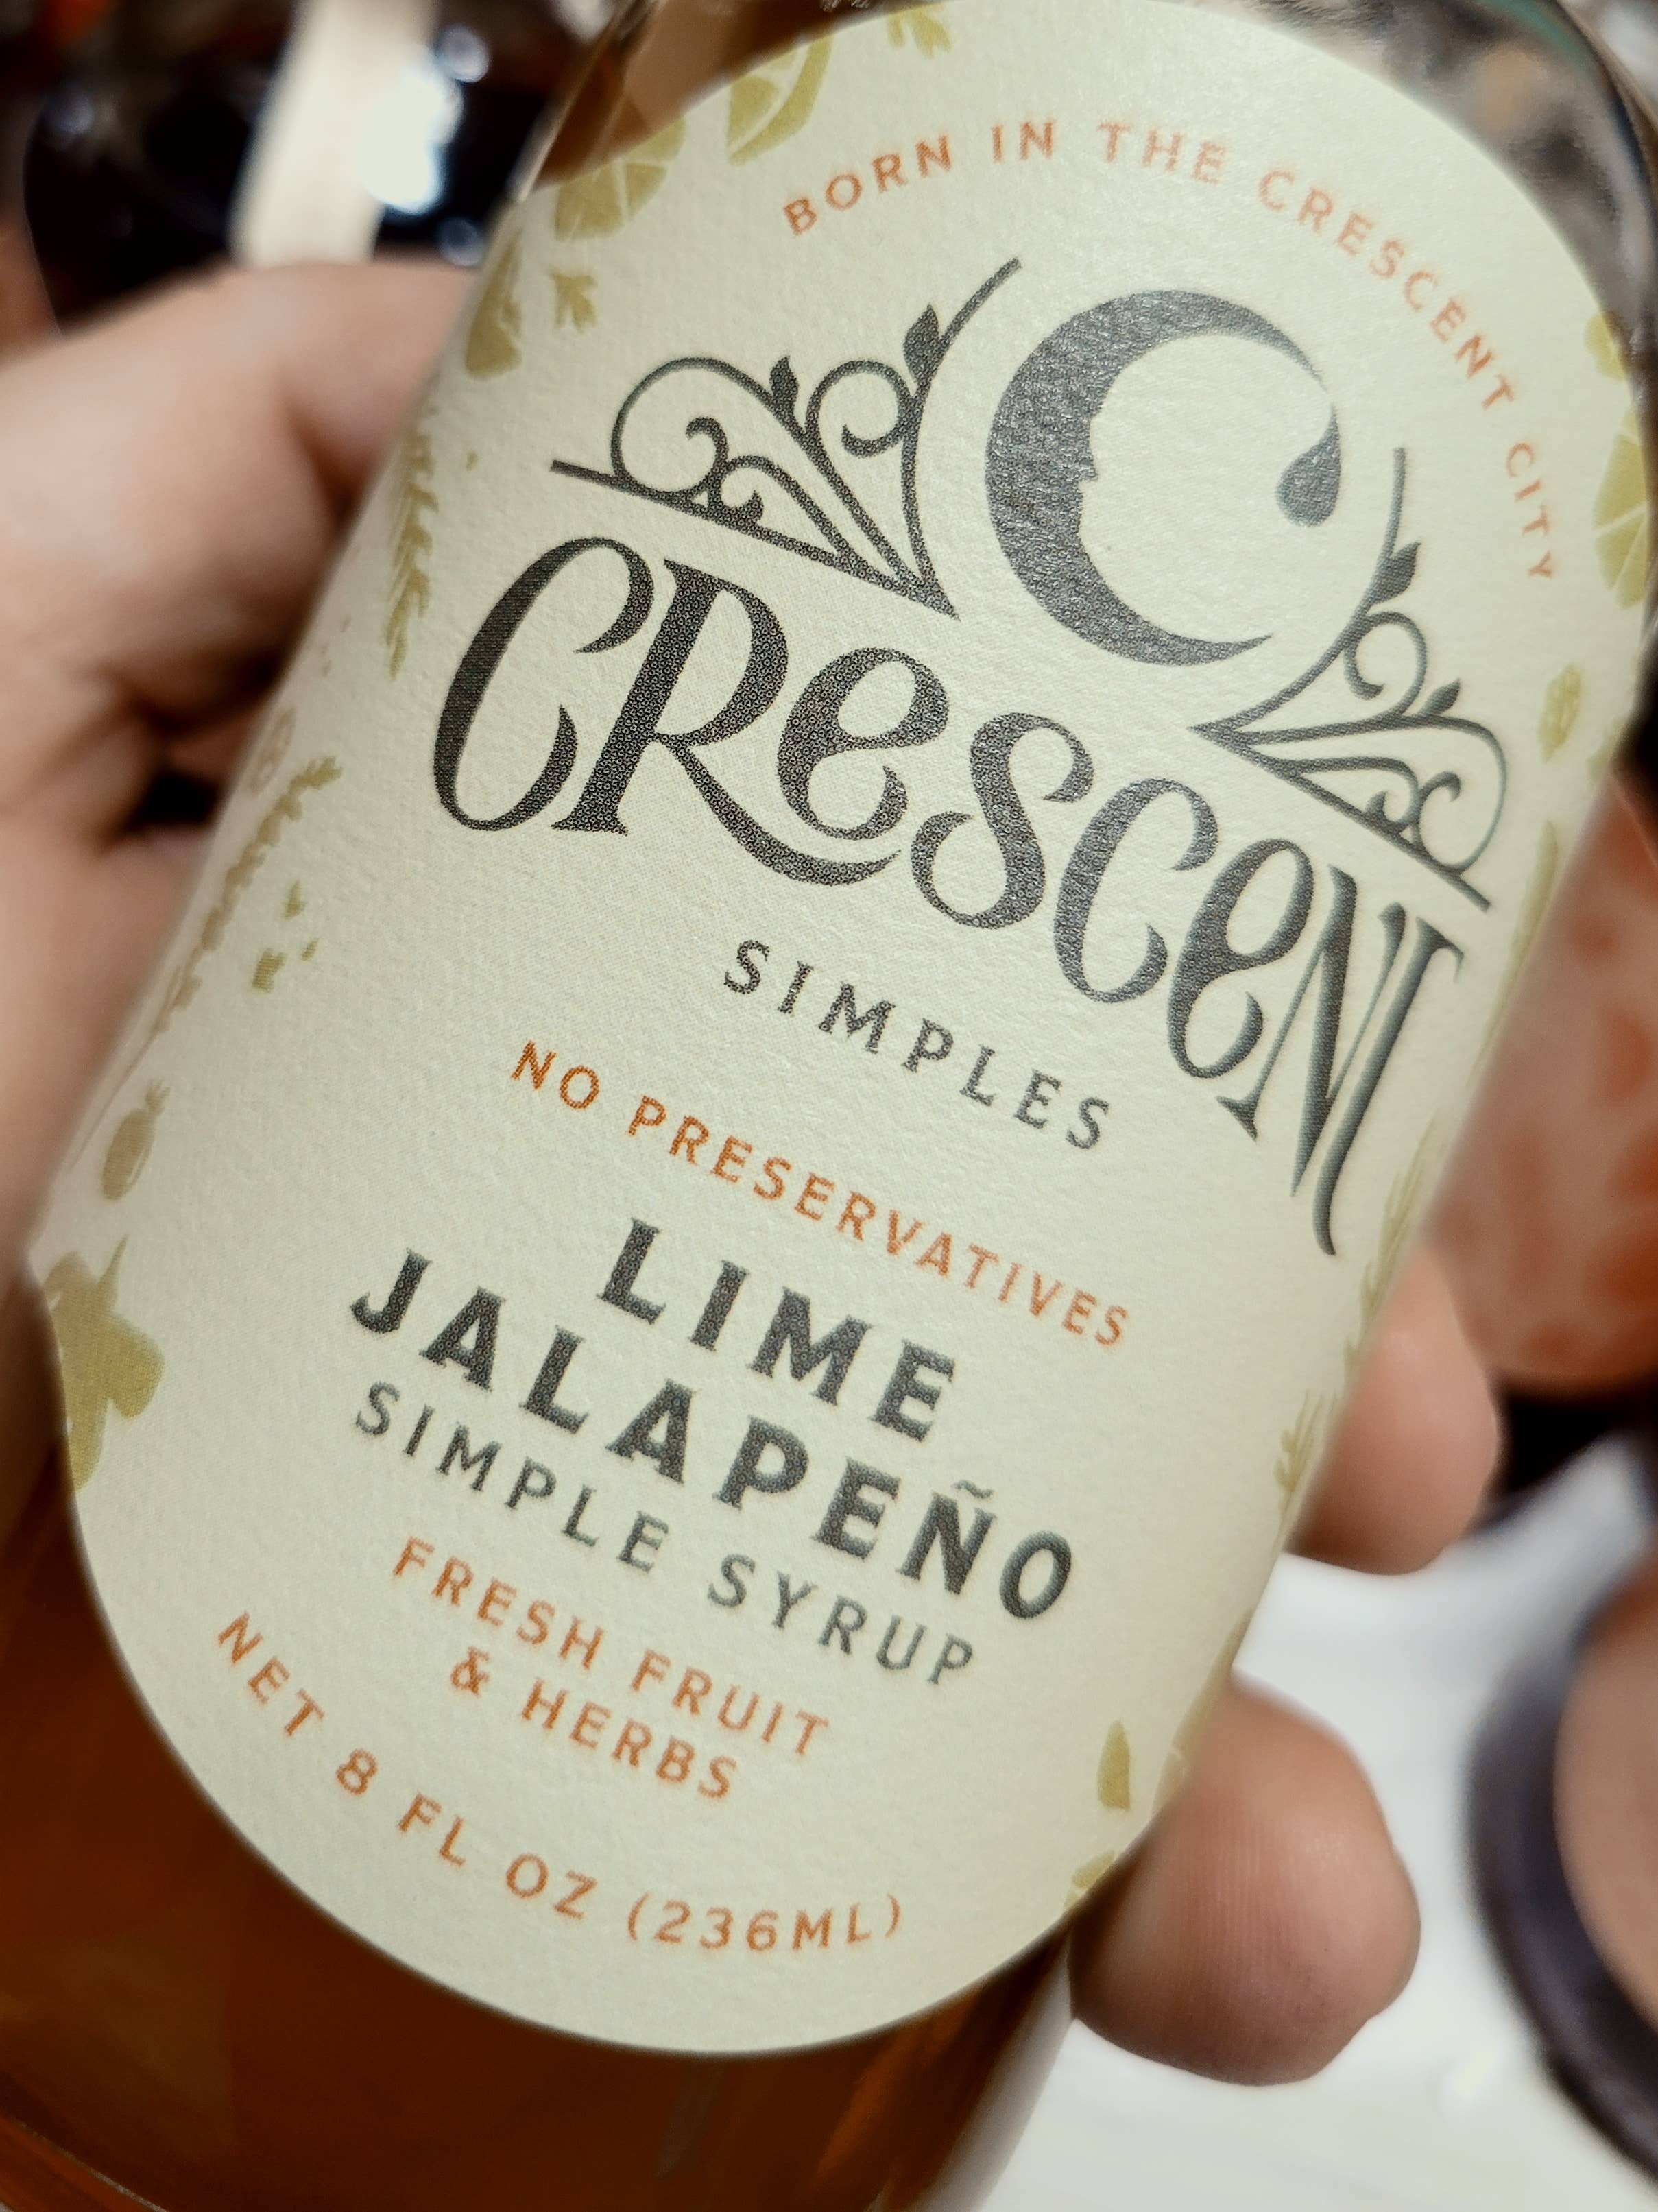 BORN IN THE CRESCENT CITY
C
CResceNT
SIMPLES
NO PRESERVATIVES
LIME
JALAPEÑO
SIMPLE SYRUP
FRESH FRUIT
& HERBS
NET 8 FL OZ (236ML)